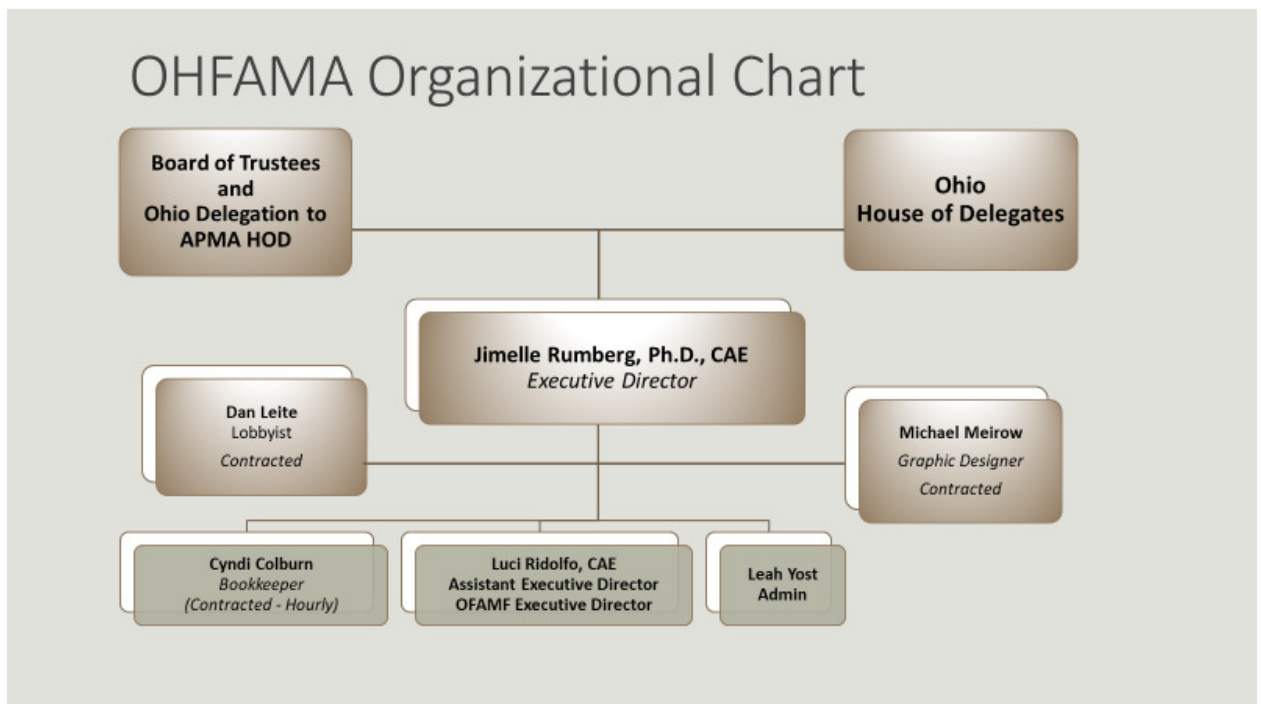 OHFAMA Organizational Chart
Board of Trustees
and
Ohio Delegation to
APMA HOD
Ohio
House of Delegates
Jimelle Rumberg, Ph.D., CAE
Executive Director
Dan Leite
Lobbyist
Contracted
Michael Meirow
Graphic Designer
Contracted
Cyndi Colburn
Bookkeeper
(Contracted - Hourly)
Luci Ridolfo, CAE
Assistant Executive Director
OFAMF Executive Director
Leah Yost
Admin